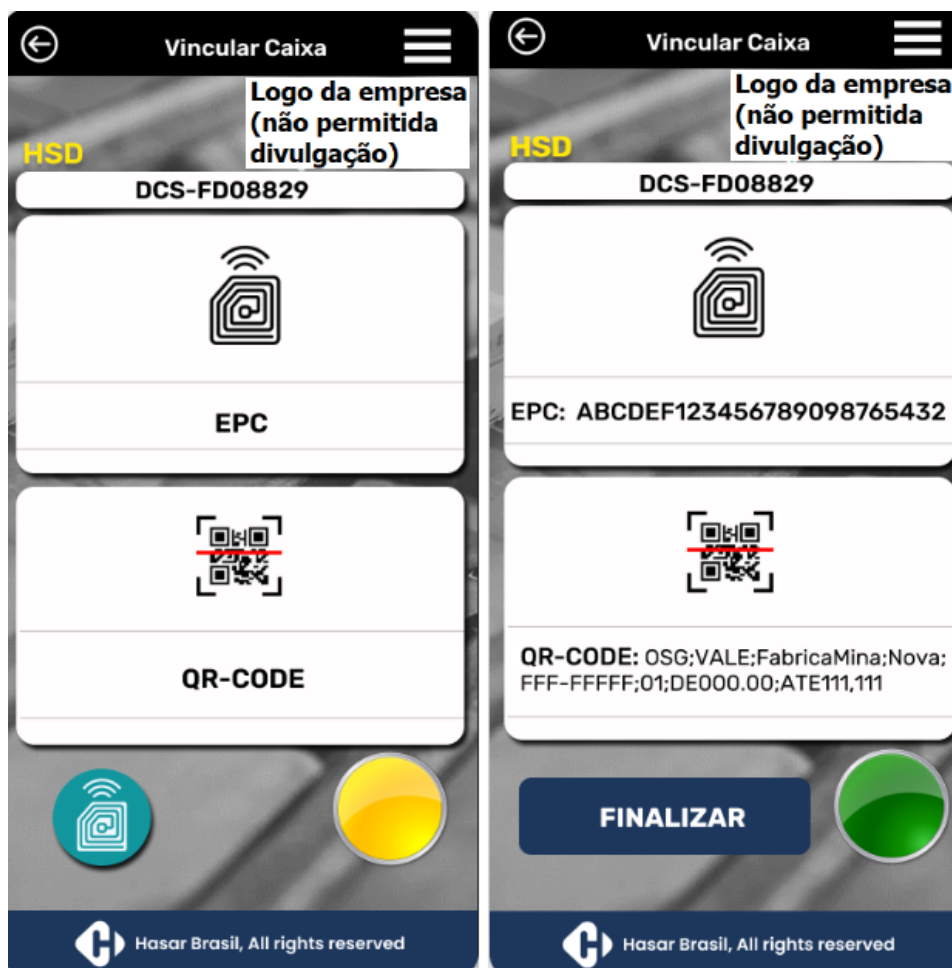 Vincular Caixa
Logo da empresa
(não permitida
divulgação)
HSD
DCS-FD08829
EPC
QR-CODE
Hasar Brasil, All rights reserved
Vincular Caixa
Logo da empresa
(não permitida
divulgação)
HSD
DCS-FD08829
EPC: ABCDEF123456789098765432
QR-CODE: OSG;VALE;FabricaMina;Nova;
FFF-FFFFF;01;DE000.00;ATE111,111
FINALIZAR
Hasar Brasil, All rights reserved